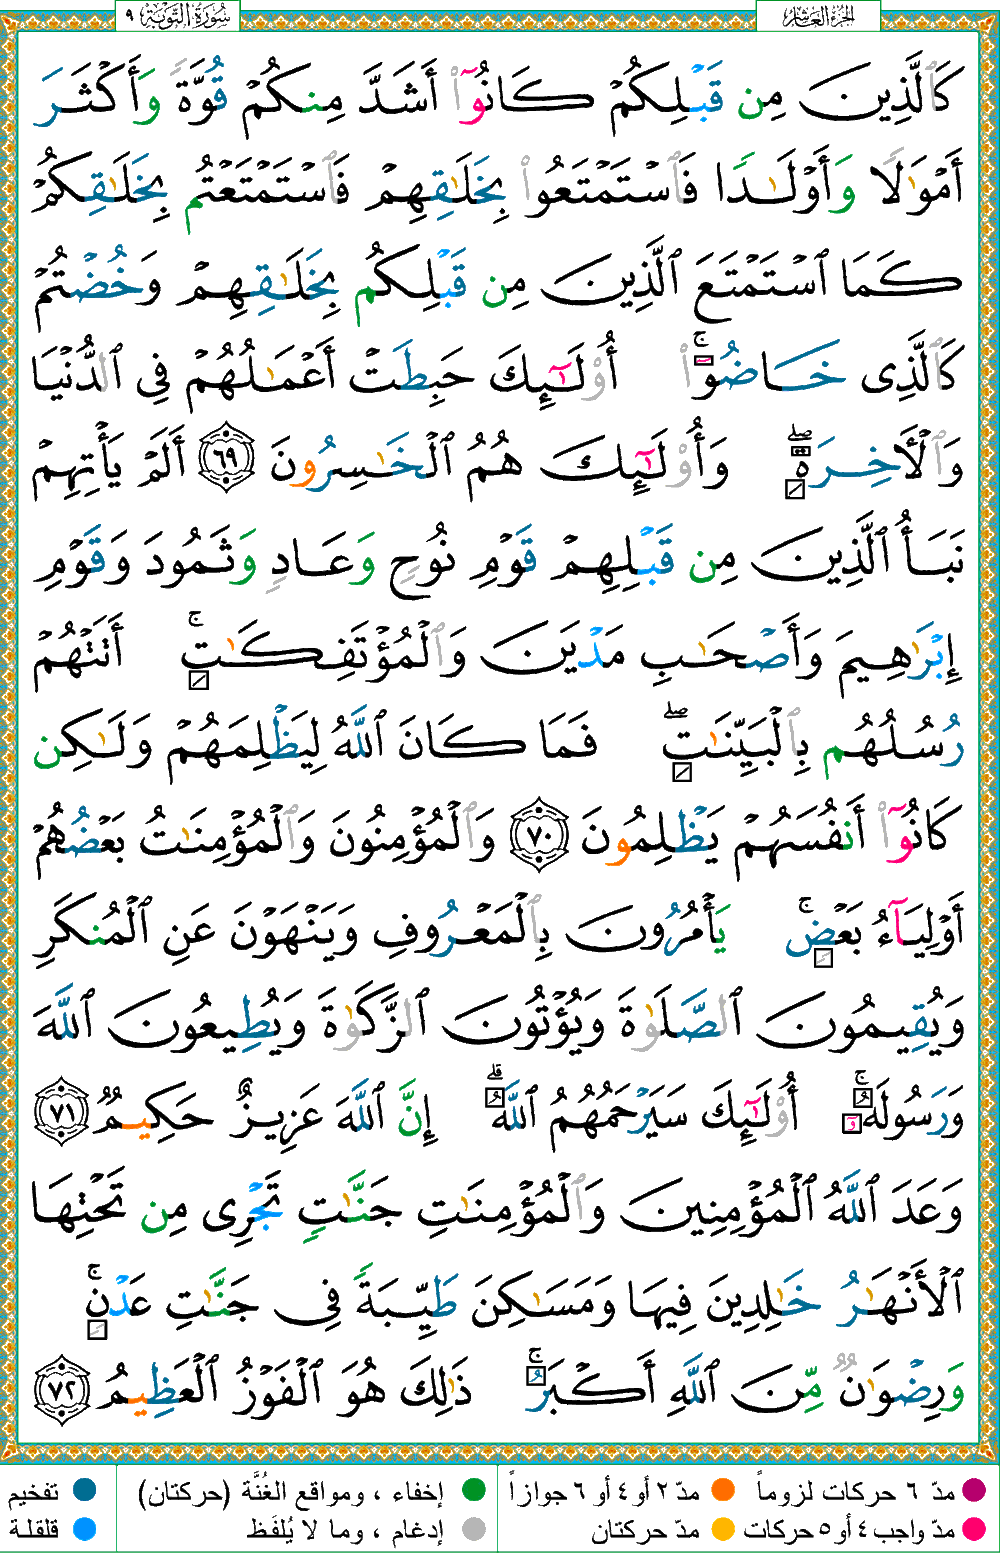 سُورَةُ التَّوْبَةِ ٩
الجزء العاشر
كَٱلَّذِينَ مِن قَبْلِكُمْ كَانُوٓا۟ أَشَدَّ مِنكُمْ قُوَّةً وَأَكْثَرَ
أَمْوَٰلًا وَأَوْلَـٰدًا فَٱسْتَمْتَعُوا۟ بِخَلَـٰقِهِمْ فَٱسْتَمْتَعْتُم بِخَلَـٰقِكُمْ
كَمَا ٱسْتَمْتَعَ ٱلَّذِينَ مِن قَبْلِكُم بِخَلَـٰقِهِمْ وَخُضْتُمْ
كَٱلَّذِى خَاضُوٓا۟ ۚ أُو۟لَـٰٓئِكَ حَبِطَتْ أَعْمَـٰلُهُمْ فِى ٱلدُّنْيَا
وَٱلْـَٔاخِرَةِ ۖ وَأُو۟لَـٰٓئِكَ هُمُ ٱلْخَـٰسِرُونَ ٦٩ أَلَمْ يَأْتِهِمْ
نَبَأُ ٱلَّذِينَ مِن قَبْلِهِمْ قَوْمِ نُوحٍ وَعَادٍ وَثَمُودَ وَقَوْمِ
إِبْرَٰهِيمَ وَأَصْحَـٰبِ مَدْيَنَ وَٱلْمُؤْتَفِكَـٰتِ ۚ أَتَتْهُمْ
رُسُلُهُم بِٱلْبَيِّنَـٰتِ ۖ فَمَا كَانَ ٱللَّهُ لِيَظْلِمَهُمْ وَلَـٰكِن
كَانُوٓا۟ أَنفُسَهُمْ يَظْلِمُونَ ٧٠ وَٱلْمُؤْمِنُونَ وَٱلْمُؤْمِنَـٰتُ بَعْضُهُمْ
أَوْلِيَآءُ بَعْضٍ ۚ يَأْمُرُونَ بِٱلْمَعْرُوفِ وَيَنْهَوْنَ عَنِ ٱلْمُنكَرِ
وَيُقِيمُونَ ٱلصَّلَوٰةَ وَيُؤْتُونَ ٱلزَّكَوٰةَ وَيُطِيعُونَ ٱللَّهَ
وَرَسُولَهُۥٓ ۚ أُو۟لَـٰٓئِكَ سَيَرْحَمُهُمُ ٱللَّهُ ۗ إِنَّ ٱللَّهَ عَزِيزٌ حَكِيمٌ ٧١
وَعَدَ ٱللَّهُ ٱلْمُؤْمِنِينَ وَٱلْمُؤْمِنَـٰتِ جَنَّـٰتٍ تَجْرِى مِن تَحْتِهَا
ٱلْأَنْهَـٰرُ خَـٰلِدِينَ فِيهَا وَمَسَـٰكِنَ طَيِّبَةً فِى جَنَّـٰتِ عَدْنٍ ۚ
وَرِضْوَٰنٌ مِّنَ ٱللَّهِ أَكْبَرُ ۚ ذَٰلِكَ هُوَ ٱلْفَوْزُ ٱلْعَظِيمُ ٧٢
مدّ ٦ حركات لزوماً مدّ ٢ أو ٤ أو ٦ جوازاً إخفاء ، ومواقع الغُنَّة (حركتان) تفخيم
مدّ واجب ٤ أو ٥ حركات مدّ حركتان إدغام ، وما لا يُلفَظ قلقلة